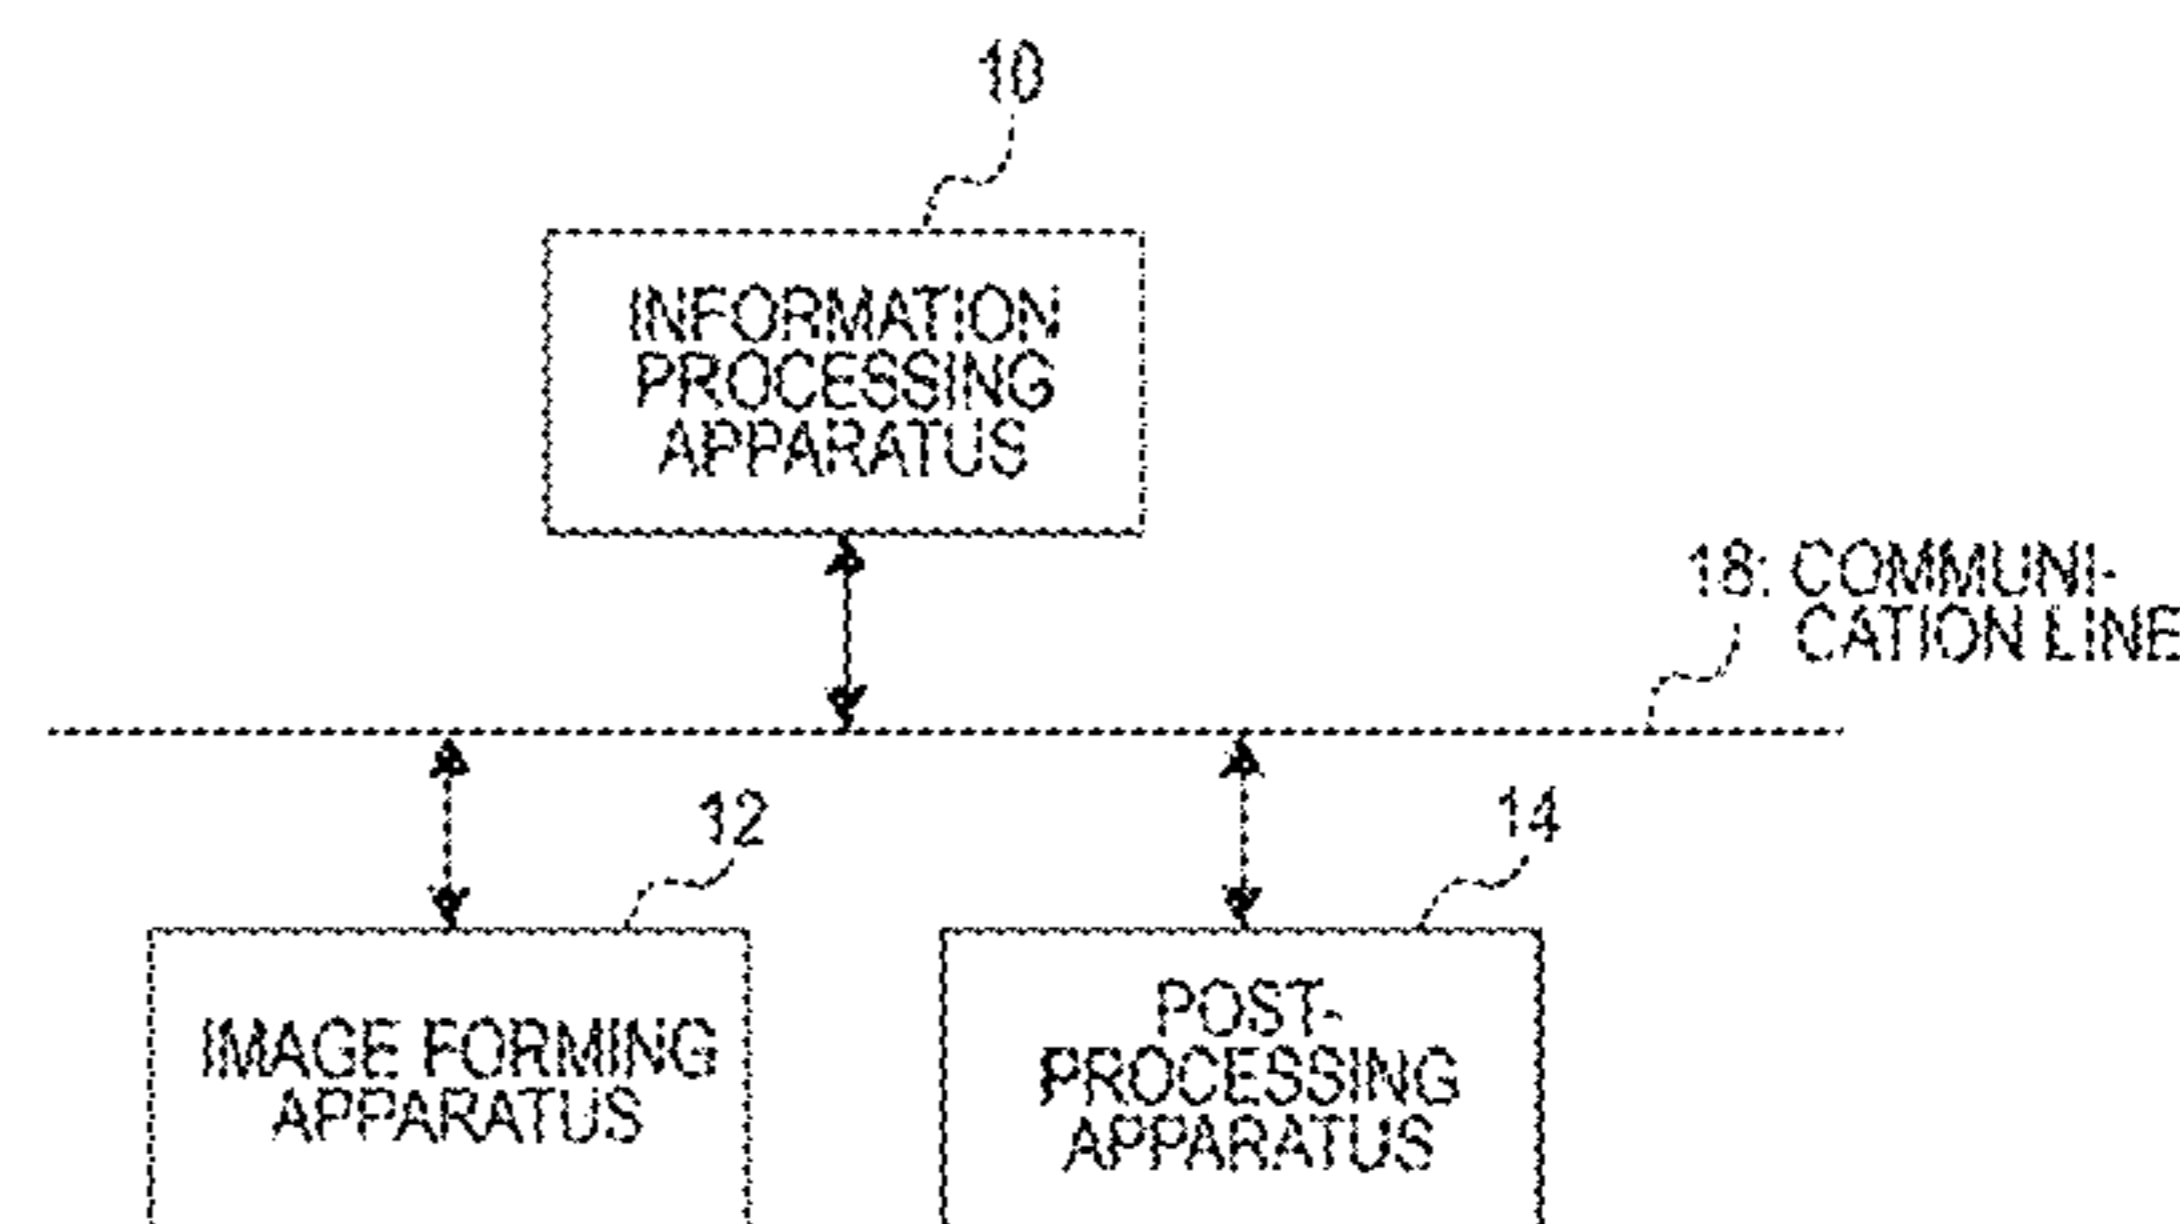 10
INFORMATION
PROCESSING
APPARATUS
18: COMMUNI-
CATION LINE
12
14
IMAGE FORMING
APPARATUS
POST-
PROCESSING
APPARATUS